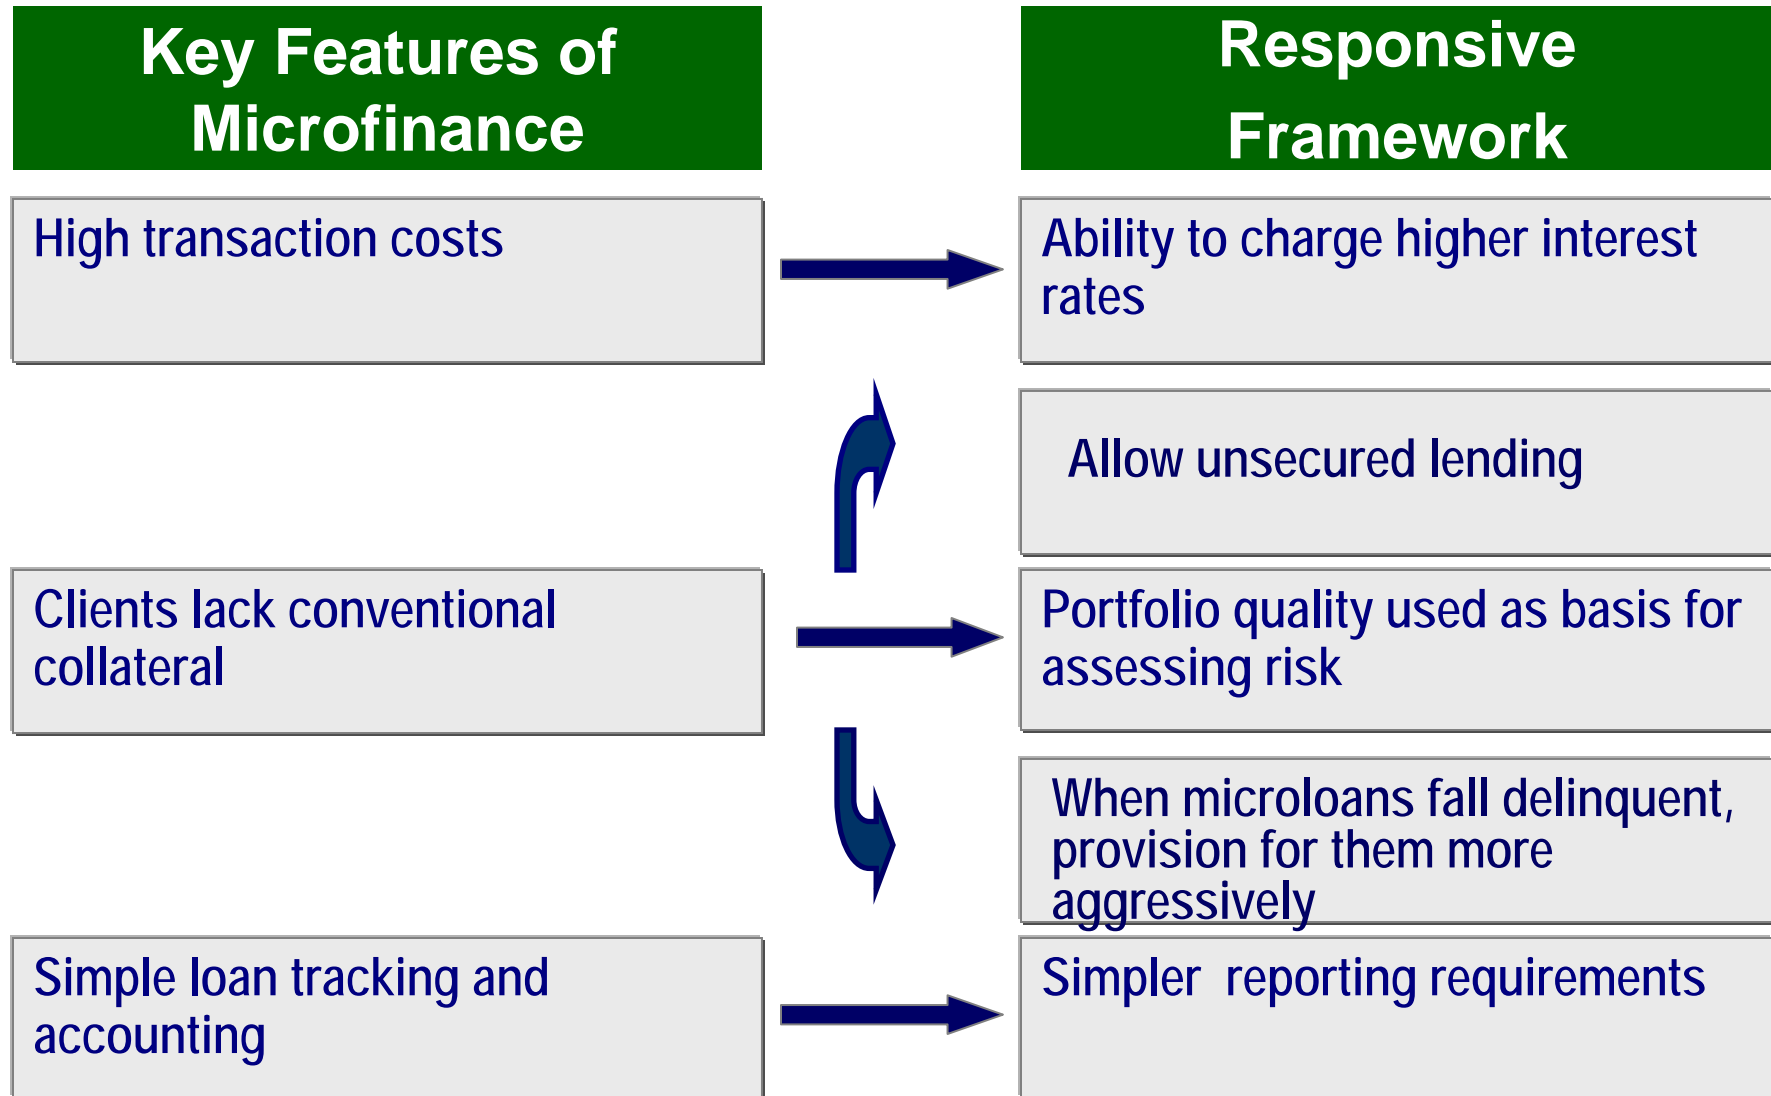 Key Features of
Microfinance
Responsive
Framework
High transaction costs
Ability to charge higher interest
rates
Allow unsecured lending
Clients lack conventional
collateral
Portfolio quality used as basis for
assessing risk
When microloans fall delinquent,
provision for them more
aggressively
Simple loan tracking and
accounting
Simpler  reporting requirements